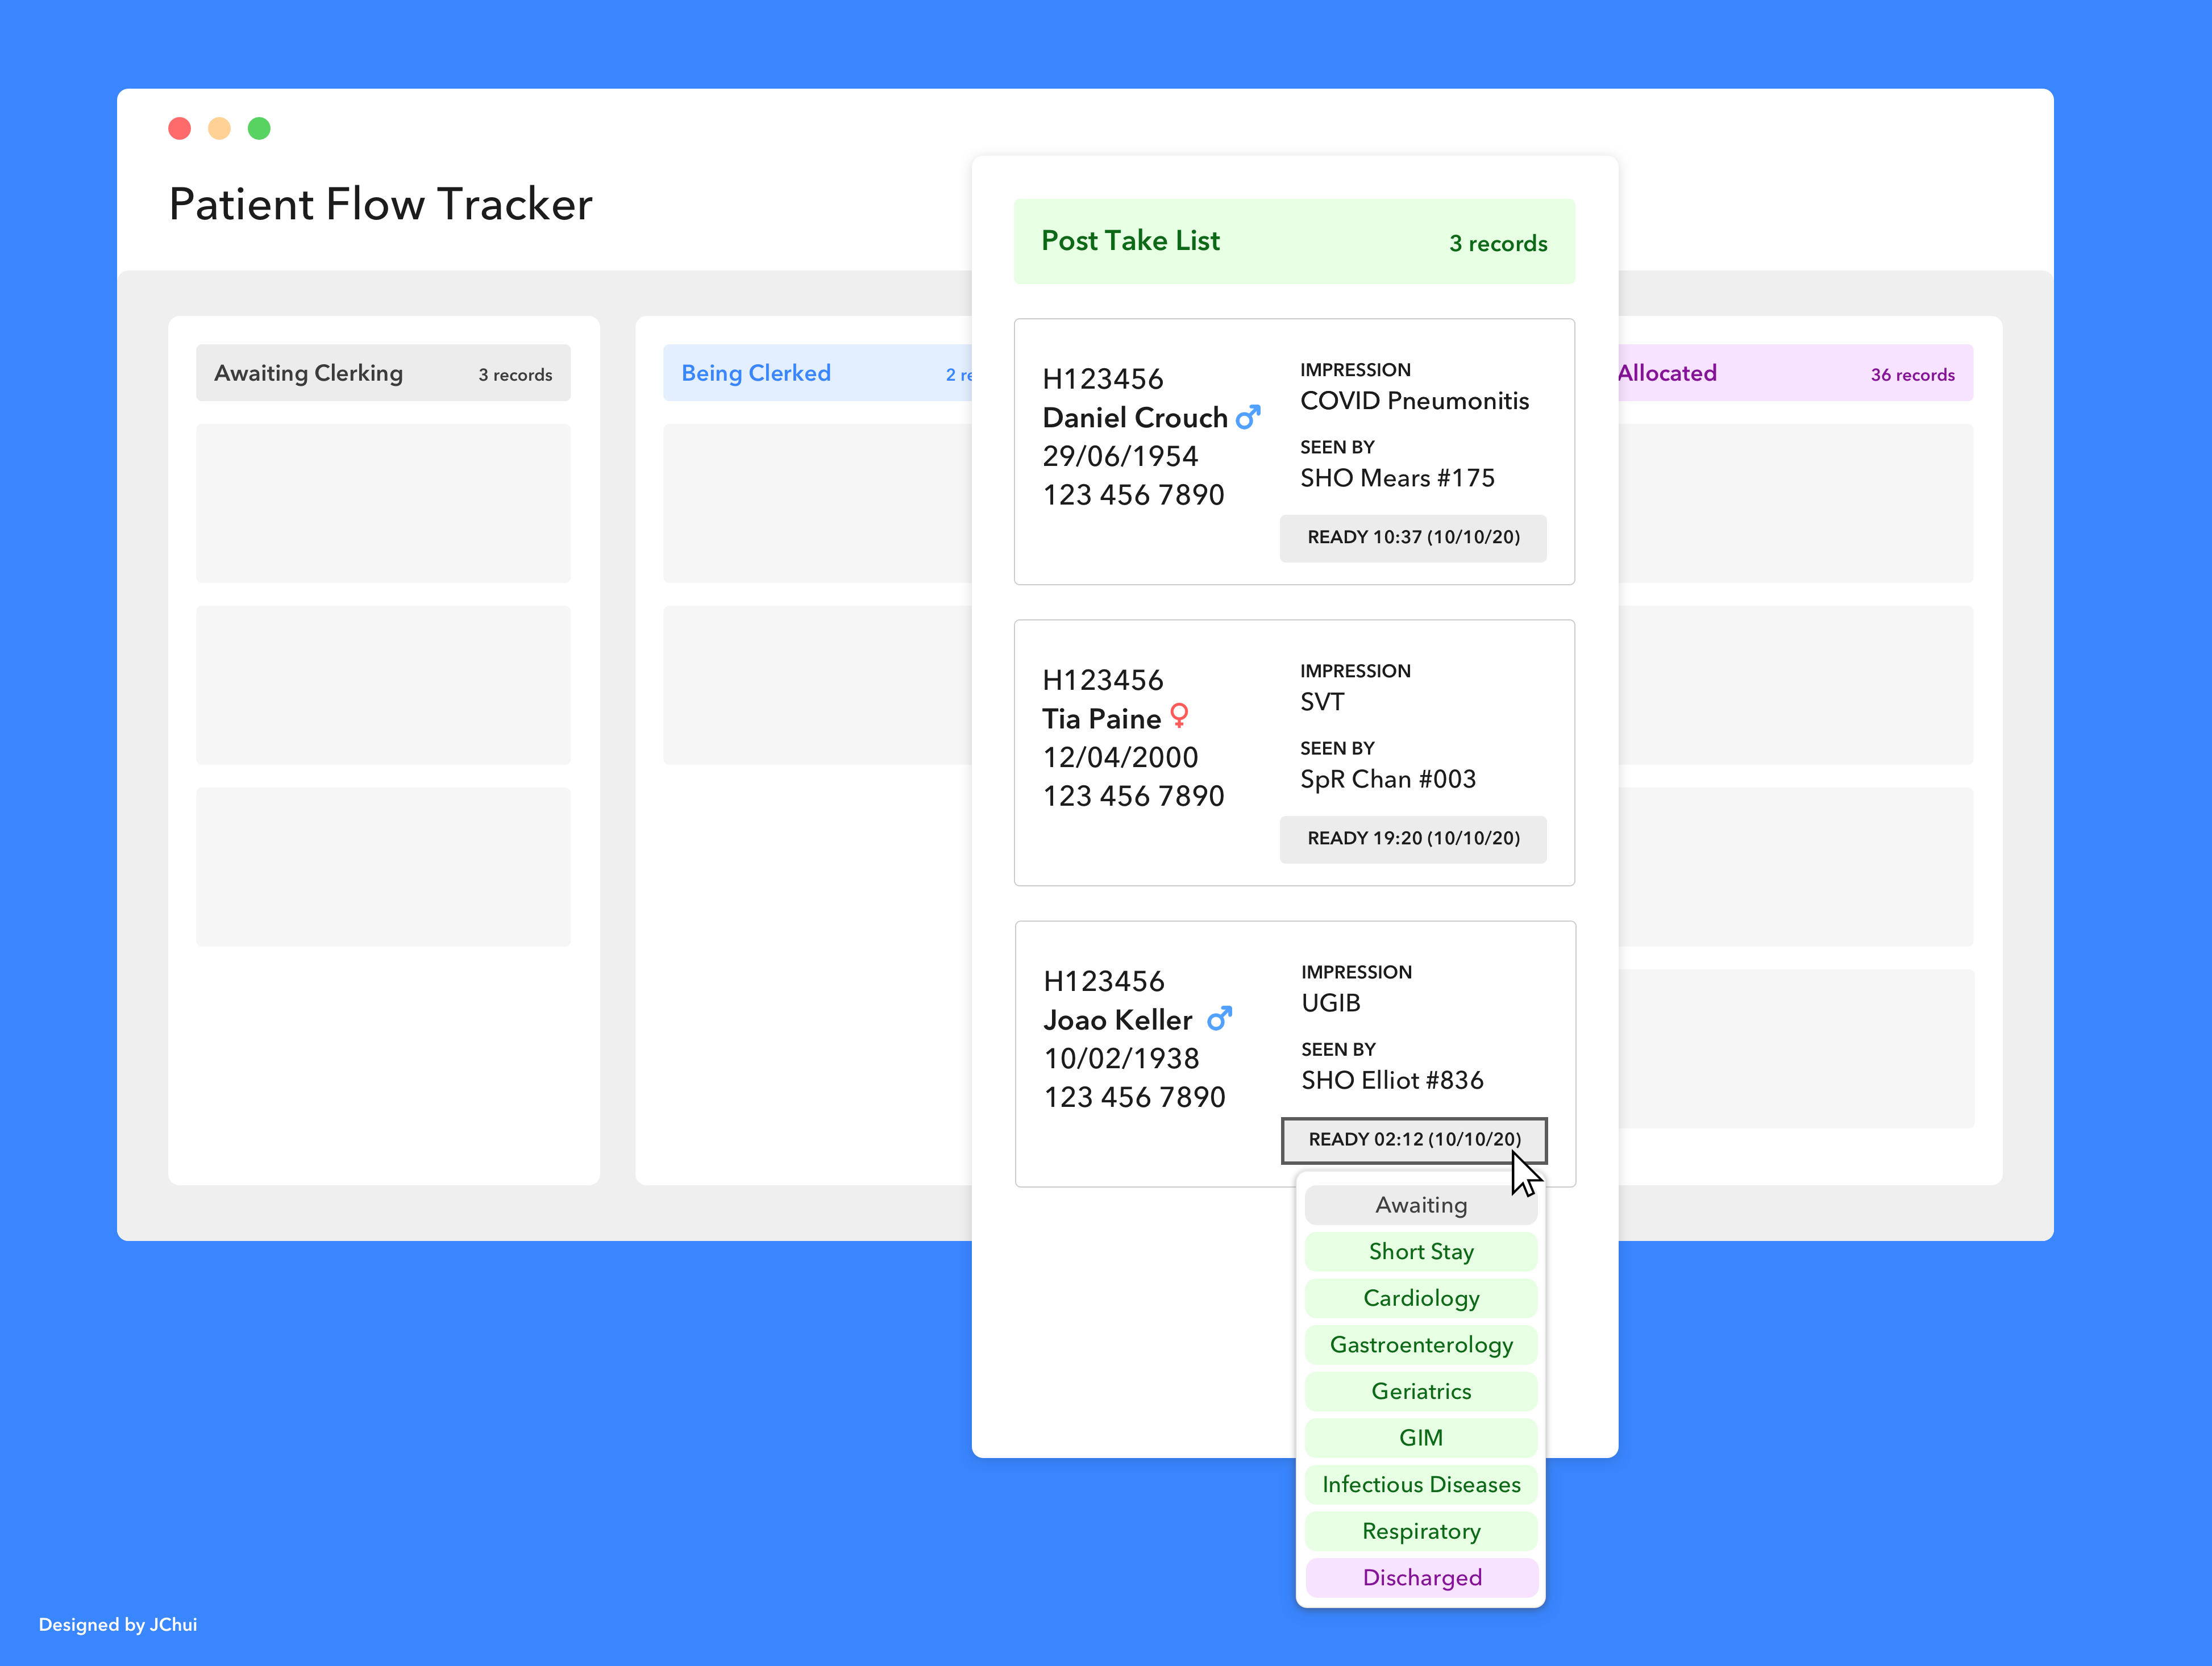 Patient Flow Tracker
Awaiting Clerking 3 records
Being Clerked 2
Post Take List 3 records
H123456
Daniel Crouch ♂
29/06/1954
123 456 7890
IMPRESSION
COVID Pneumonitis
SEEN BY
SHO Mears #175
READY 10:37 (10/10/20)
H123456
Tia Paine ♀
12/04/2000
123 456 7890
IMPRESSION
SVT
SEEN BY
SpR Chan #003
READY 19:20 (10/10/20)
H123456
Joao Keller ♂
10/02/1938
123 456 7890
IMPRESSION
UGIB
SEEN BY
SHO Elliot #836
READY 02:12 (10/10/20)
Awaiting
Short Stay
Cardiology
Gastroenterology
Geriatrics
GIM
Infectious Diseases
Respiratory
Discharged
Allocated 36 records
Designed by JChui